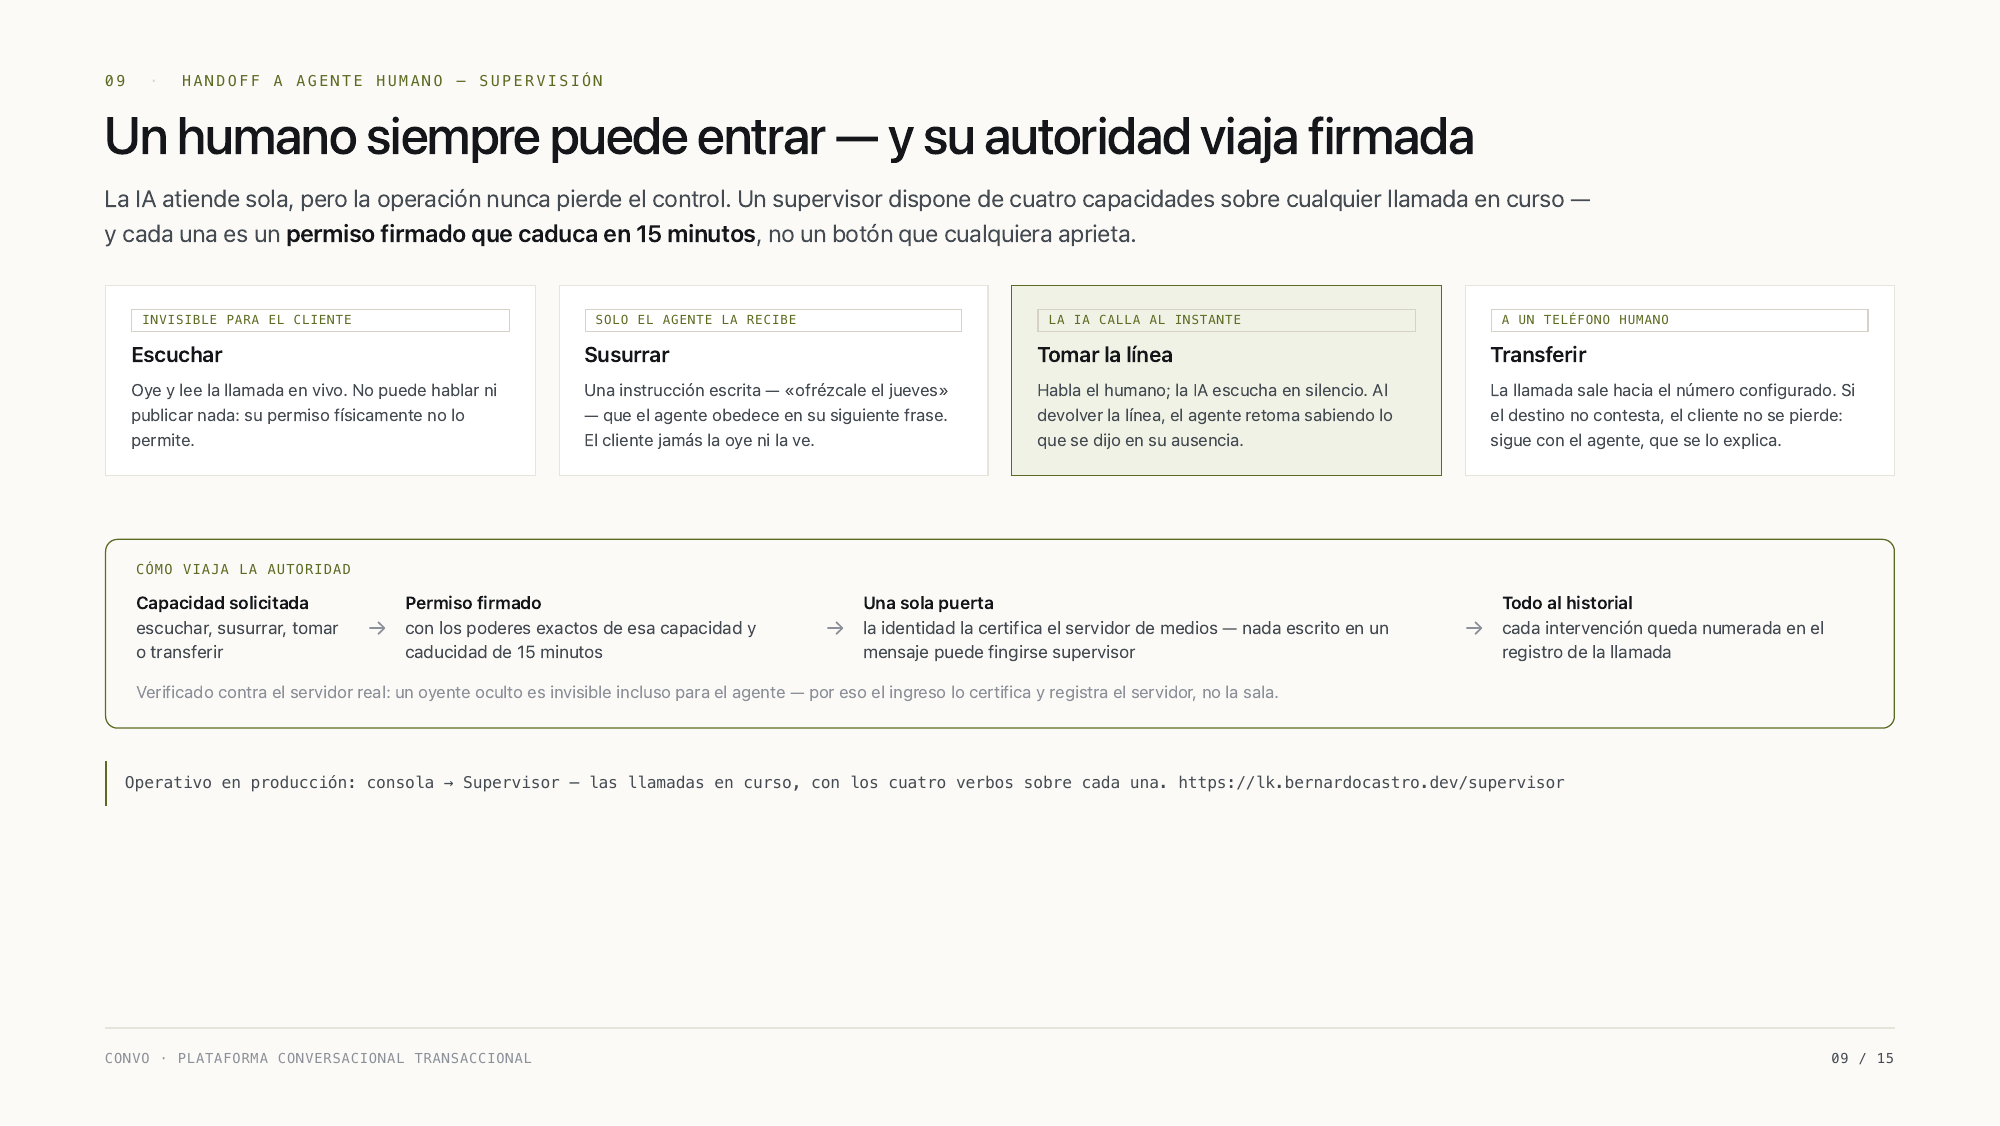 09 · HANDOFF A AGENTE HUMANO — SUPERVISIÓN
Un humano siempre puede entrar — y su autoridad viaja firmada
La IA atiende sola, pero la operación nunca pierde el control. Un supervisor dispone de cuatro capacidades sobre cualquier llamada en curso —
y cada una es un permiso firmado que caduca en 15 minutos, no un botón que cualquiera aprieta.
INVISIBLE PARA EL CLIENTE
Escuchar
Oye y lee la llamada en vivo. No puede hablar ni
publicar nada: su permiso físicamente no lo
permite.
SOLO EL AGENTE LA RECIBE
Susurrar
Una instrucción escrita — «ofrézcale el jueves»
— que el agente obedece en su siguiente frase.
El cliente jamás la oye ni la ve.
LA IA CALLA AL INSTANTE
Tomar la línea
Habla el humano; la IA escucha en silencio. Al
devolver la línea, el agente retoma sabiendo lo
que se dijo en su ausencia.
A UN TELÉFONO HUMANO
Transferir
La llamada sale hacia el número configurado. Si
el destino no contesta, el cliente no se pierde:
sigue con el agente, que se lo explica.
CÓMO VIAJA LA AUTORIDAD
Capacidad solicitada
escuchar, susurrar, tomar
o transferir
→
Permiso firmado
con los poderes exactos de esa capacidad y
caducidad de 15 minutos
→
Una sola puerta
la identidad la certifica el servidor de medios — nada escrito en un
mensaje puede fingirse supervisor
→
Todo al historial
cada intervención queda numerada en el
registro de la llamada
Verificado contra el servidor real: un oyente oculto es invisible incluso para el agente — por eso el ingreso lo certifica y registra el servidor, no la sala.
Operativo en producción: consola → Supervisor — las llamadas en curso, con los cuatro verbos sobre cada una. https://lk.bernardocastro.dev/supervisor
CONVO · PLATAFORMA CONVERSACIONAL TRANSACCIONAL
09 / 15